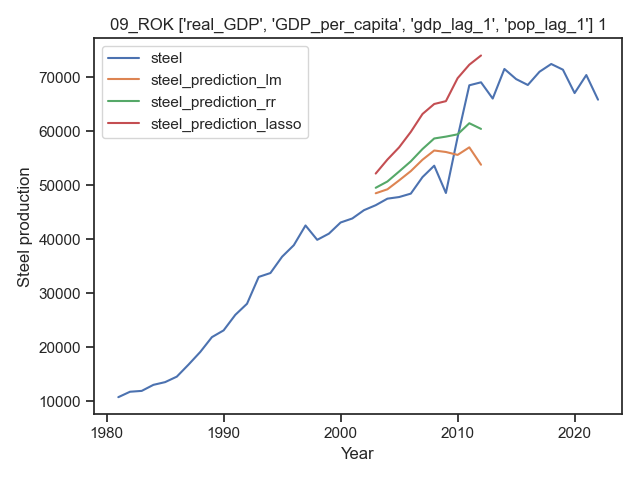 09_ROK ['real_GDP', 'GDP_per_capita', 'gdp_lag_1', 'pop_lag_1'] 1
steel
steel_prediction_lm
steel_prediction_rr
steel_prediction_lasso
70000
60000
50000
40000
30000
20000
10000
Steel production
1980
1990
2000
2010
2020
Year